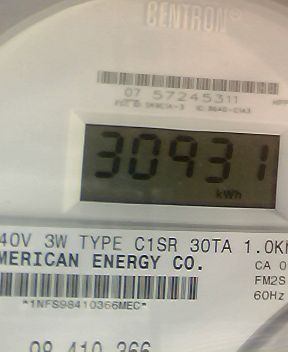 CENTRON®
07 57245311
30931
kWh
40V 3W TYPE C1SR 30TA 1.0K
MERICAN ENERGY CO.
CA 0
FM2S
60Hz
*1NFS98410366MEC*
98 410 366